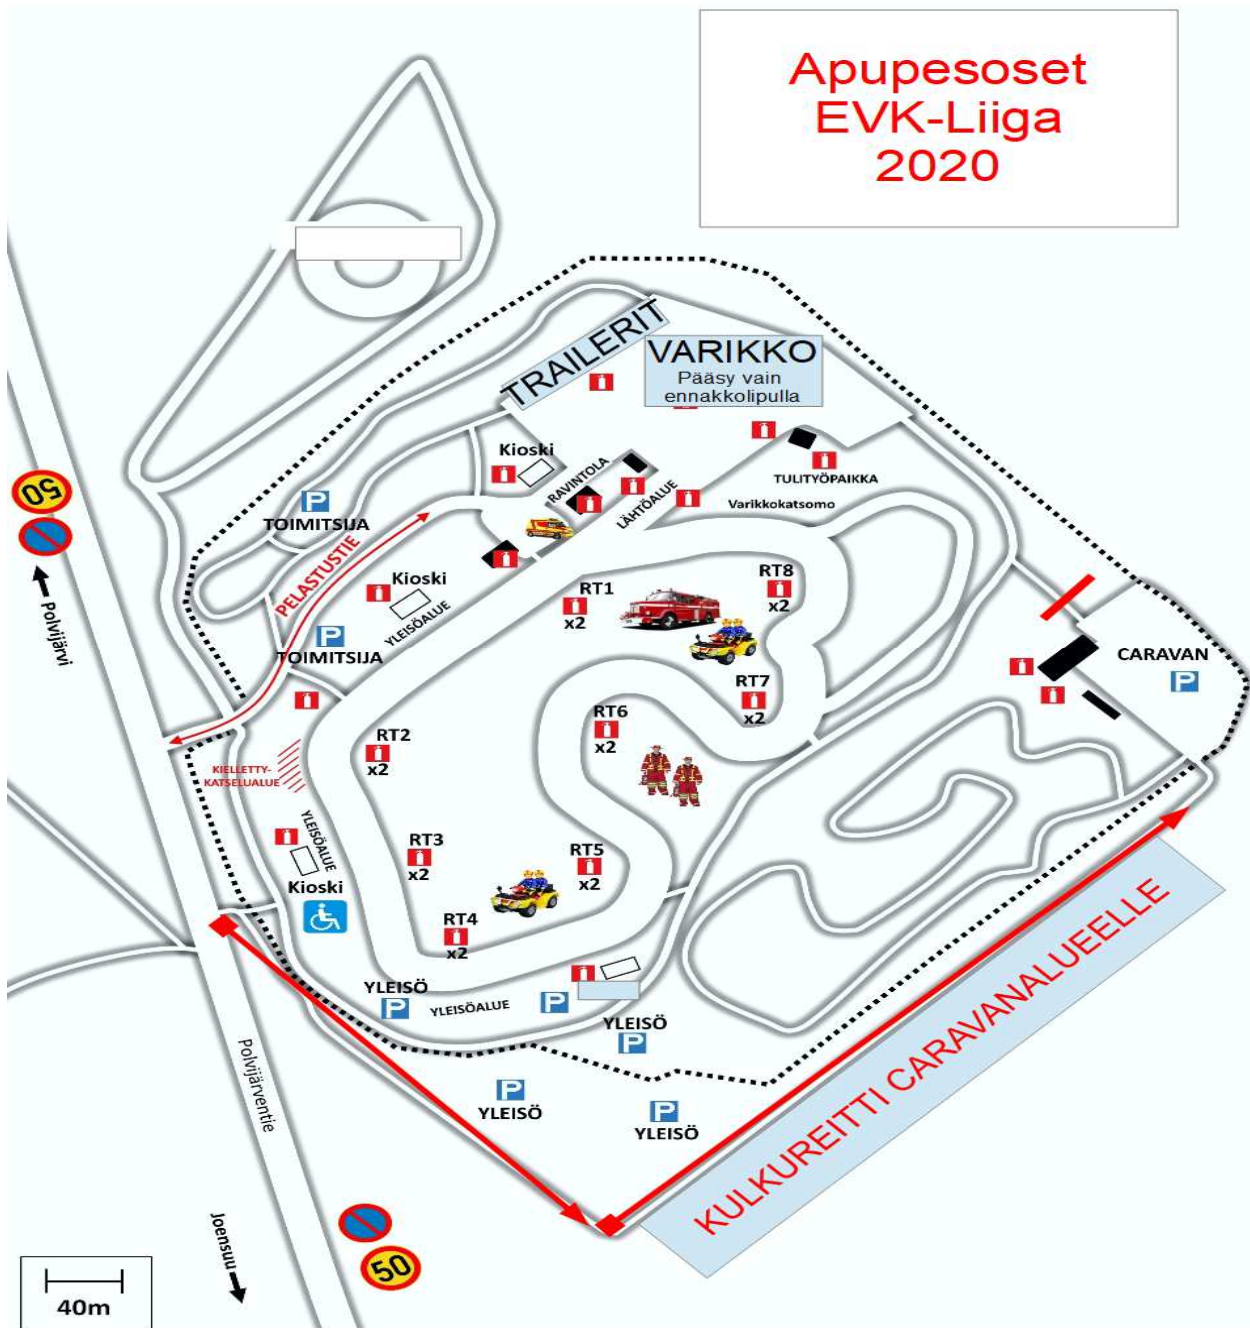 Apupesoset
EVK-Liiga
2020
TRAILERIT
VARIKKO
Pääsy vain
ennakkolipulla
Kioski
RAVINTOLA
LÄHTÖALUE
TULITYÖPAIKKA
Varikkokatsomo
50
P
TOIMITSIJA
PELASTUSTIE
Kioski
YLEISÖALUE
P
TOIMITSIJA
RT1
x2
RT8
x2
Polvijärvi
CARAVAN
P
RT7
x2
RT6
x2
RT2
x2
KIELLETTY-
KATSELUALUE
YLEISÖALUE
RT3
x2
RT5
x2
Kioski
RT4
x2
YLEISÖ
P
YLEISÖALUE
P
YLEISÖ
P
P
YLEISÖ
P
YLEISÖ
KULKUREITTI CARAVANALUEELLE
Polvijärventie
Joensuu
50
40m